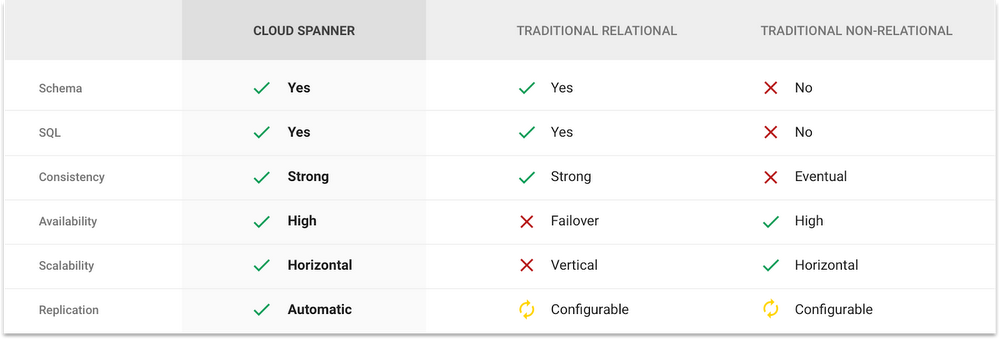 CLOUD SPANNER TRADITIONAL RELATIONAL TRADITIONAL NON-RELATIONAL
Schema Yes Yes No
SQL Yes Yes No
Consistency Strong Strong Eventual
Availability High Failover High
Scalability Horizontal Vertical Horizontal
Replication Automatic Configurable Configurable